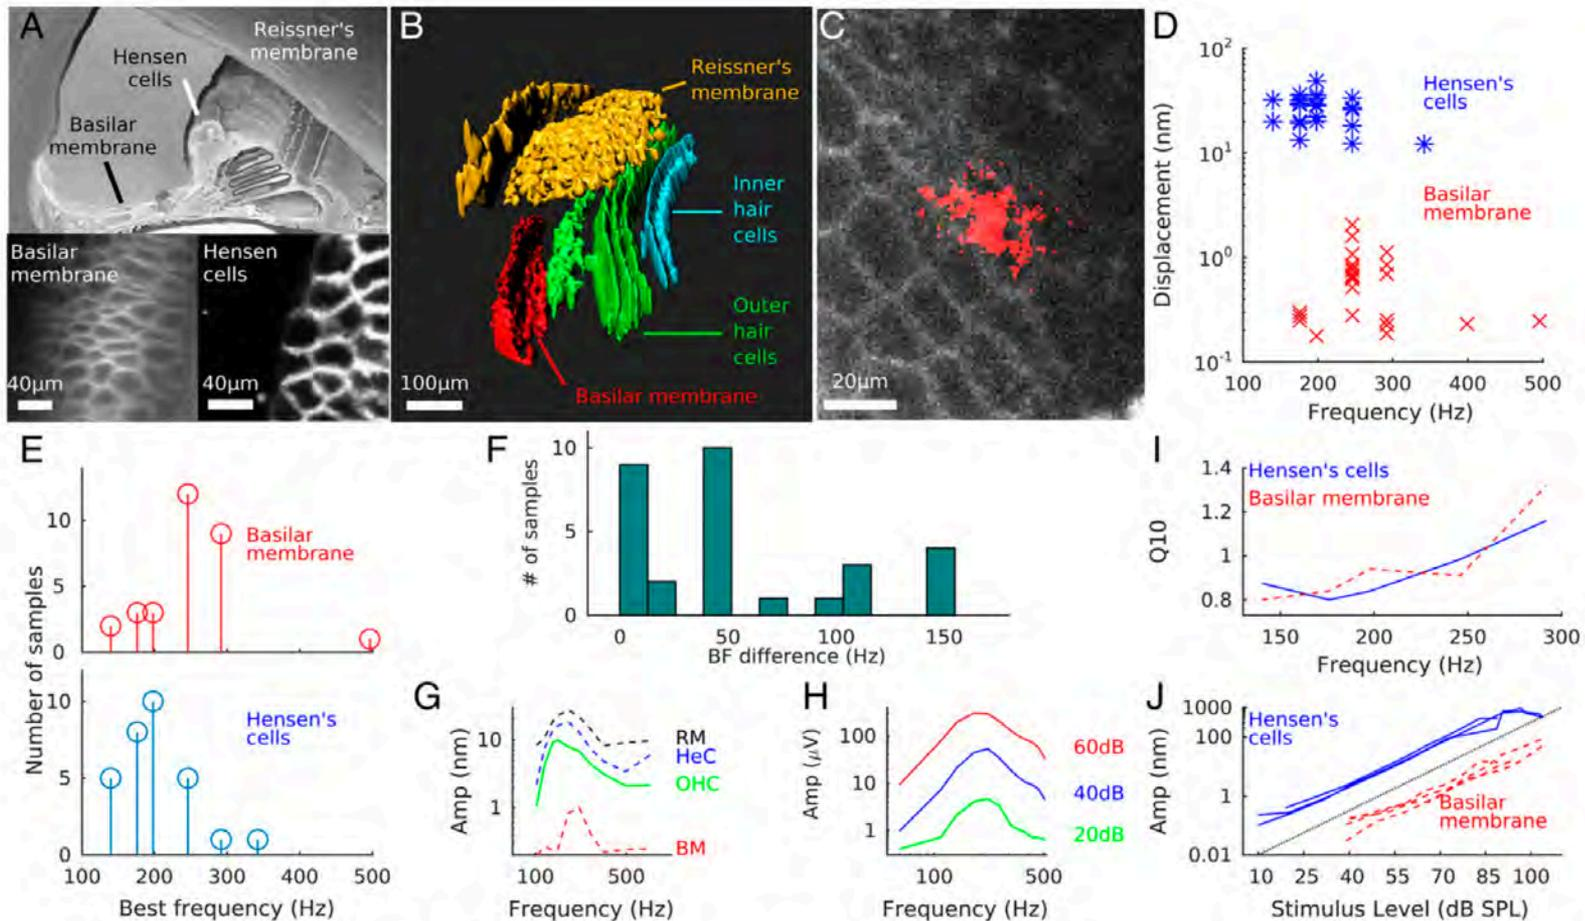 A
Reissner's
membrane
Hensen
cells
Basilar
membrane
Basilar
membrane
40μm
Hensen
cells
40μm
B
Reissner's
membrane
Inner
hair
cells
Outer
hair
cells
Basilar membrane
100μm
C
20μm
D
Displacement (nm)
10²
10¹
10⁰
10⁻¹
Hensen's
cells
Basilar
membrane
100 200 300 400 500
Frequency (Hz)
E
Number of samples
10
5
0
Basilar
membrane
10
5
0
Hensen's
cells
100 200 300 400 500
Best frequency (Hz)
F
# of samples
10
5
0
0 50 100 150
BF difference (Hz)
G
Amp (nm)
10
1
RM
HeC
OHC
BM
100 500
Frequency (Hz)
H
Amp (μV)
100
10
1
60dB
40dB
20dB
100 500
Frequency (Hz)
I
Q10
1.4
1.2
1
0.8
Hensen's cells
Basilar membrane
150 200 250 300
Frequency (Hz)
J
Amp (nm)
1000
100
1
0.01
Hensen's
cells
Basilar
membrane
10 25 40 55 70 85 100
Stimulus Level (dB SPL)